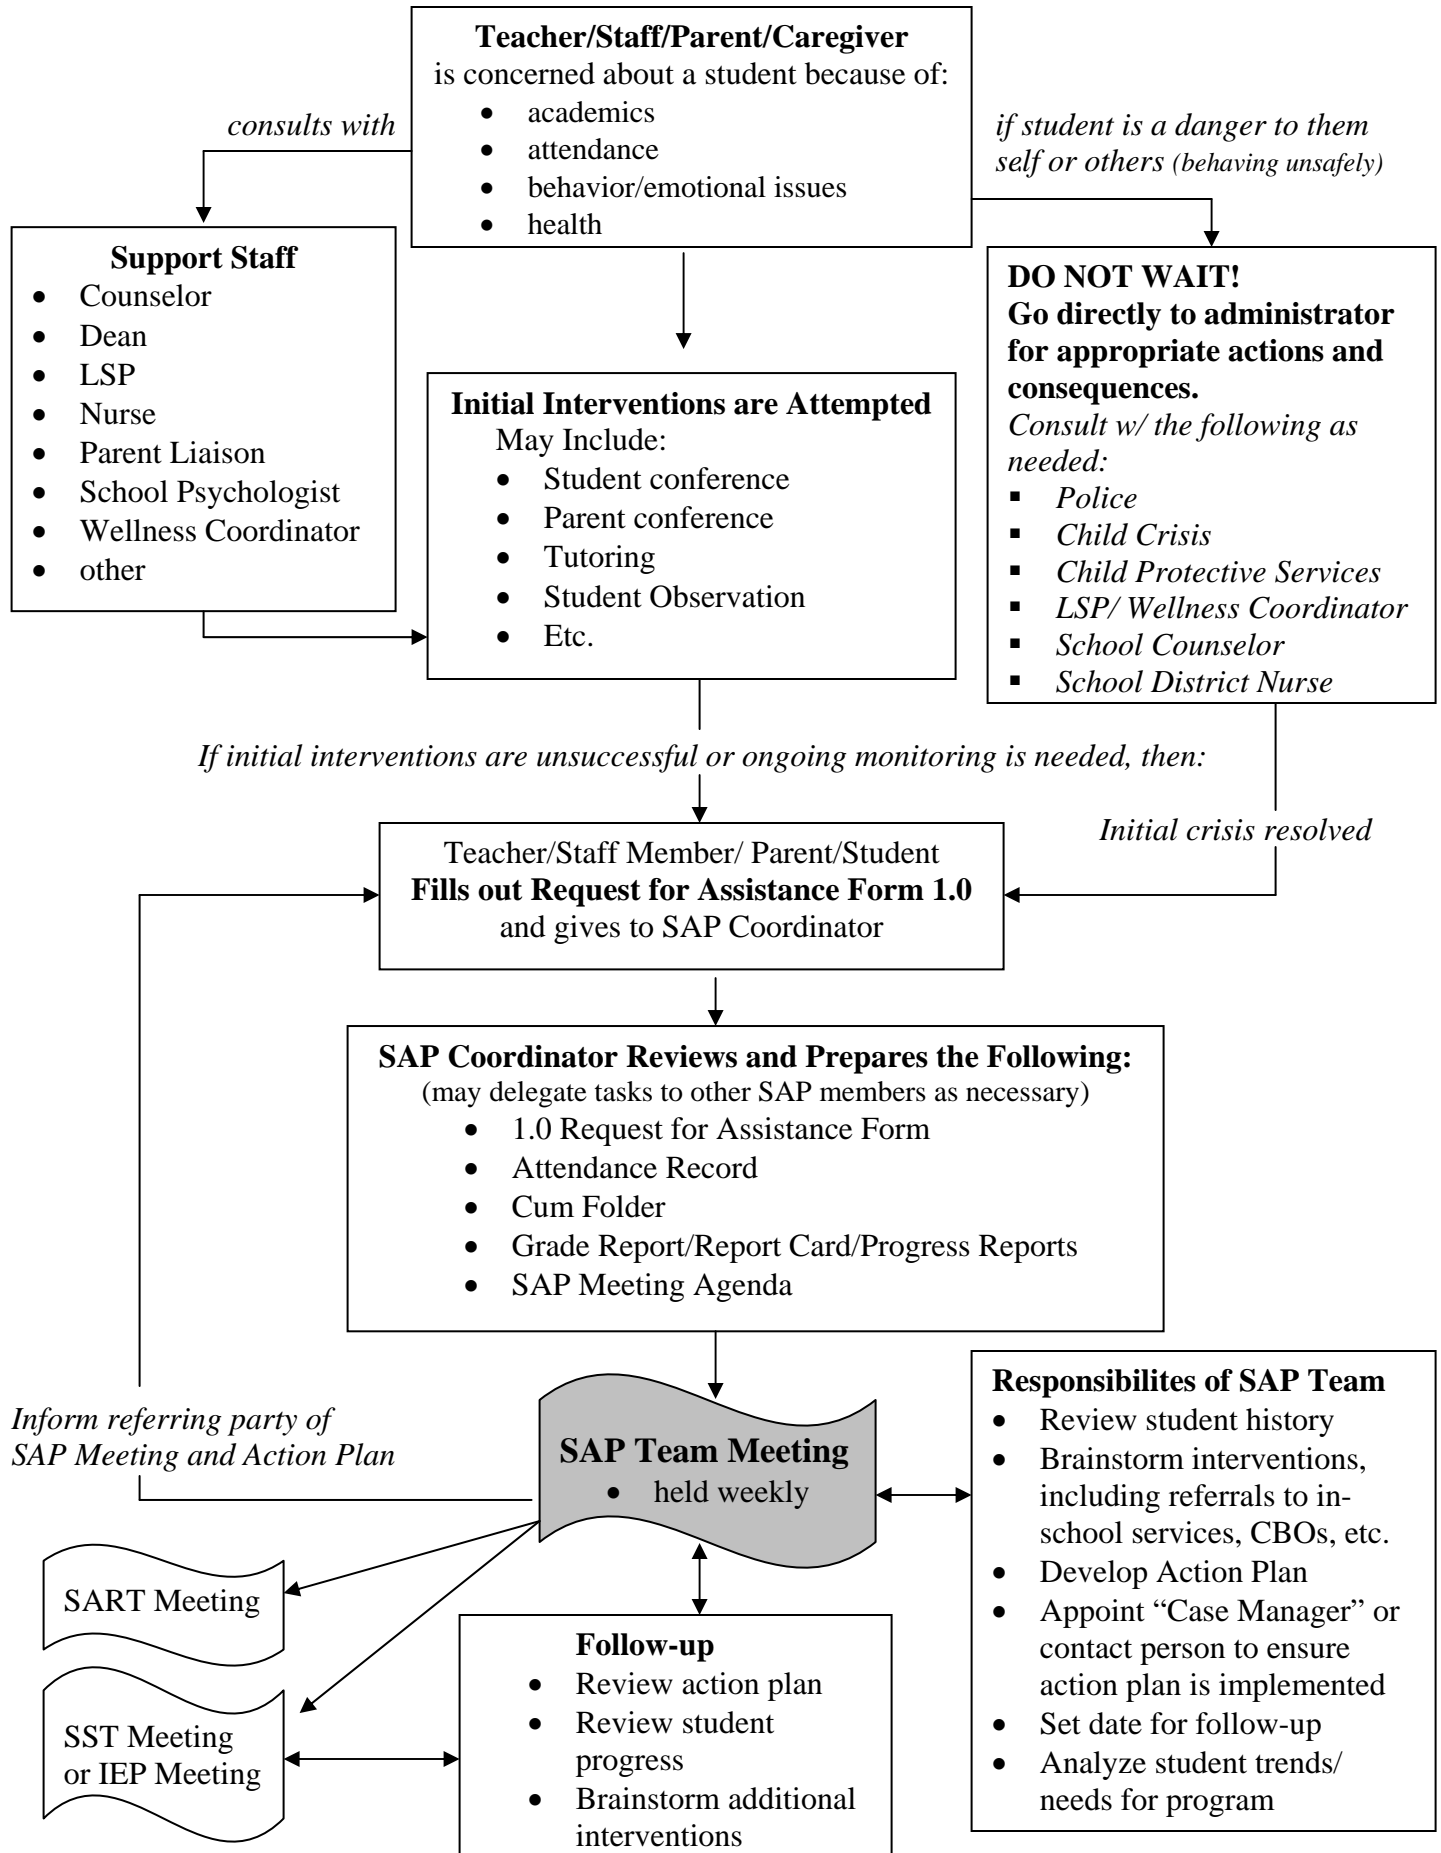 Teacher/Staff/Parent/Caregiver
is concerned about a student because of:
• academics
• attendance
• behavior/emotional issues
• health
consults with
if student is a danger to them
self or others (behaving unsafely)
Support Staff
• Counselor
• Dean
• LSP
• Nurse
• Parent Liaison
• School Psychologist
• Wellness Coordinator
• other
Initial Interventions are Attempted
May Include:
• Student conference
• Parent conference
• Tutoring
• Student Observation
• Etc.
DO NOT WAIT!
Go directly to administrator
for appropriate actions and
consequences.
Consult w/ the following as
needed:
▪ Police
▪ Child Crisis
▪ Child Protective Services
▪ LSP/ Wellness Coordinator
▪ School Counselor
▪ School District Nurse
If initial interventions are unsuccessful or ongoing monitoring is needed, then:
Initial crisis resolved
Teacher/Staff Member/ Parent/Student
Fills out Request for Assistance Form 1.0
and gives to SAP Coordinator
SAP Coordinator Reviews and Prepares the Following:
(may delegate tasks to other SAP members as necessary)
• 1.0 Request for Assistance Form
• Attendance Record
• Cum Folder
• Grade Report/Report Card/Progress Reports
• SAP Meeting Agenda
Inform referring party of
SAP Meeting and Action Plan
SAP Team Meeting
• held weekly
Responsibilites of SAP Team
• Review student history
• Brainstorm interventions,
including referrals to in-
school services, CBOs, etc.
• Develop Action Plan
• Appoint “Case Manager” or
contact person to ensure
action plan is implemented
• Set date for follow-up
• Analyze student trends/
needs for program
SART Meeting
SST Meeting
or IEP Meeting
Follow-up
• Review action plan
• Review student
progress
• Brainstorm additional
interventions